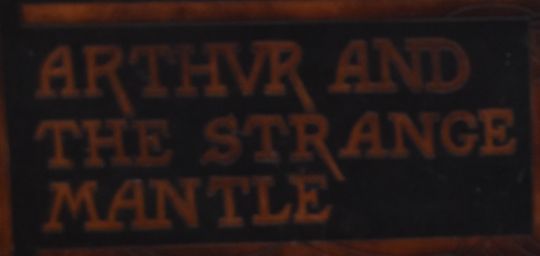 ARTHVR AND
THE STRANGE
MANTLE